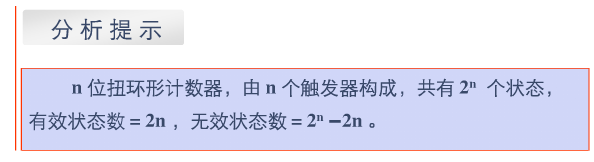 分析提示
n 位扭环形计数器，由 n 个触发器构成，共有 2ⁿ 个状态，
有效状态数 = 2n ，无效状态数 = 2ⁿ −2n 。